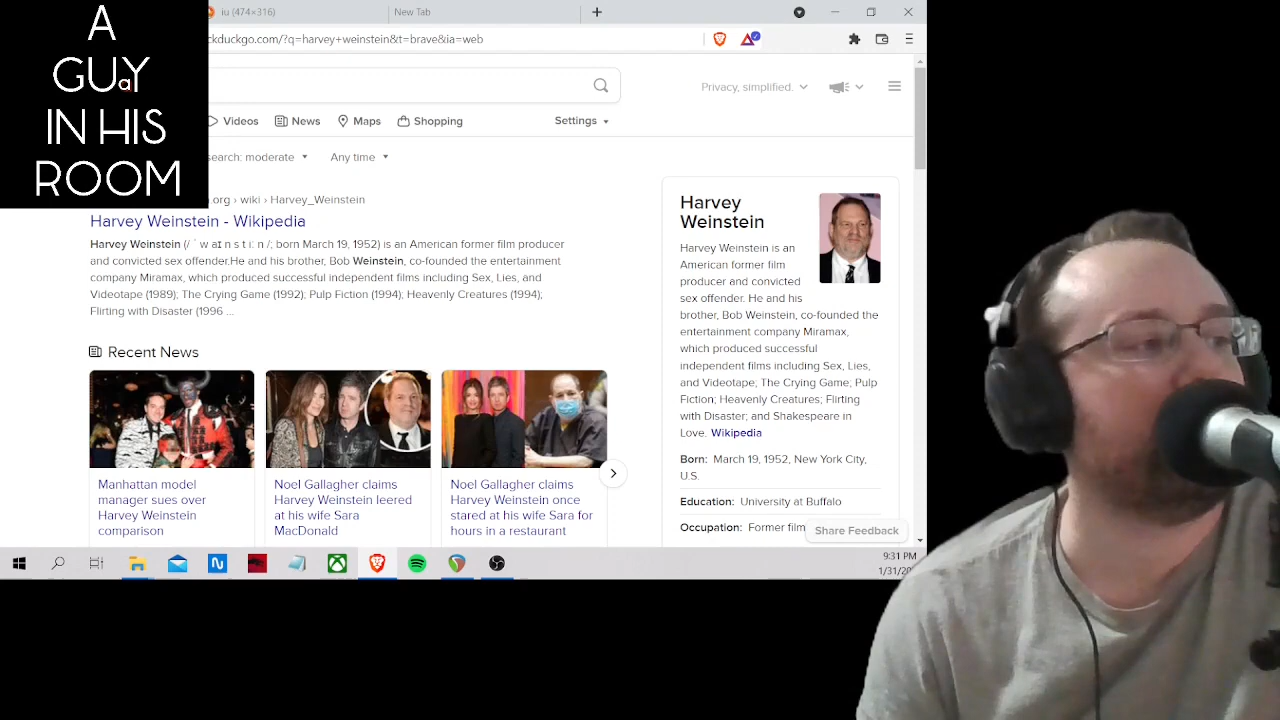 A
GUY
a
IN HIS
ROOM
iu (474×316)
New Tab
ckduckgo.com/?q=harvey+weinstein&t=brave&ia=web
Privacy, simplified.
Videos
News
Maps
Shopping
Settings
search: moderate
Any time
.org › wiki › Harvey_Weinstein
Harvey Weinstein - Wikipedia
Harvey Weinstein (/ ˈ w aɪ n s t iː n /; born March 19, 1952) is an American former film producer
and convicted sex offender.He and his brother, Bob Weinstein, co-founded the entertainment
company Miramax, which produced successful independent films including Sex, Lies, and
Videotape (1989); The Crying Game (1992); Pulp Fiction (1994); Heavenly Creatures (1994);
Flirting with Disaster (1996 ...
Recent News
Manhattan model
manager sues over
Harvey Weinstein
comparison
Noel Gallagher claims
Harvey Weinstein leered
at his wife Sara
MacDonald
Noel Gallagher claims
Harvey Weinstein once
stared at his wife Sara for
hours in a restaurant
Harvey
Weinstein
Harvey Weinstein is an
American former film
producer and convicted
sex offender. He and his
brother, Bob Weinstein, co-founded the
entertainment company Miramax,
which produced successful
independent films including Sex, Lies,
and Videotape; The Crying Game; Pulp
Fiction; Heavenly Creatures; Flirting
with Disaster; and Shakespeare in
Love. Wikipedia
Born: March 19, 1952, New York City,
U.S.
Education: University at Buffalo
Occupation: Former film
Share Feedback
9:31 PM
1/31/20